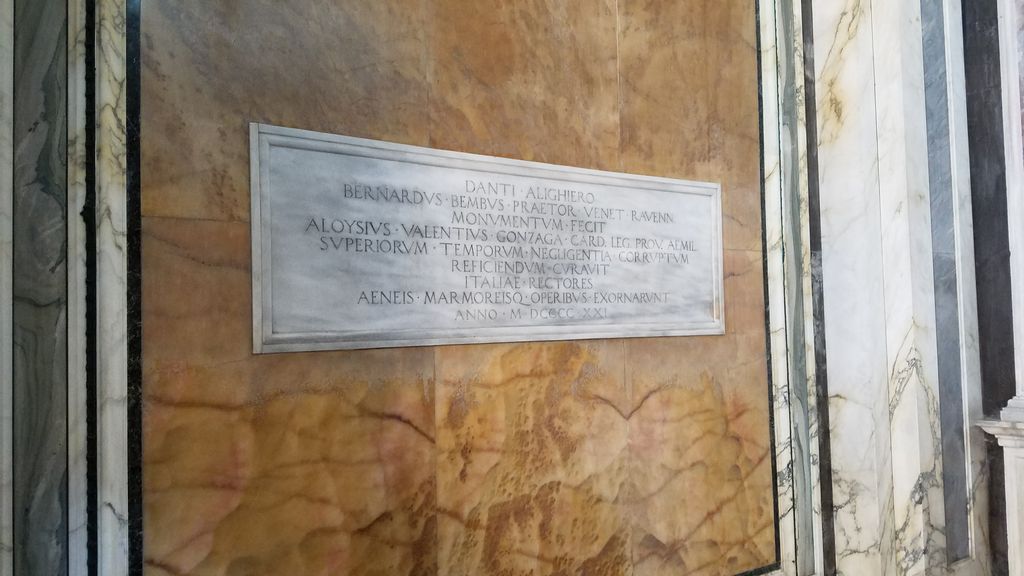 DANTI · ALIGHIERO
BERNARDVS · BEMBVS · PRAETOR · VENET · RAVENN
MONVMENTVM · FECIT
ALOYSIVS · VALENTIVS · GONZAGA · CARD. LEG. PROV. AEMIL
SVPERIORVM · TEMPORVM · NEGLIGENTIA · CORRVPTVM
REFICIENDVM · CVRAVIT
ITALIAE · RECTORES
AENEIS · MARMOREISQ · OPERIBVS · EXORNARVNT
ANNO · M · DCCCC · XXI